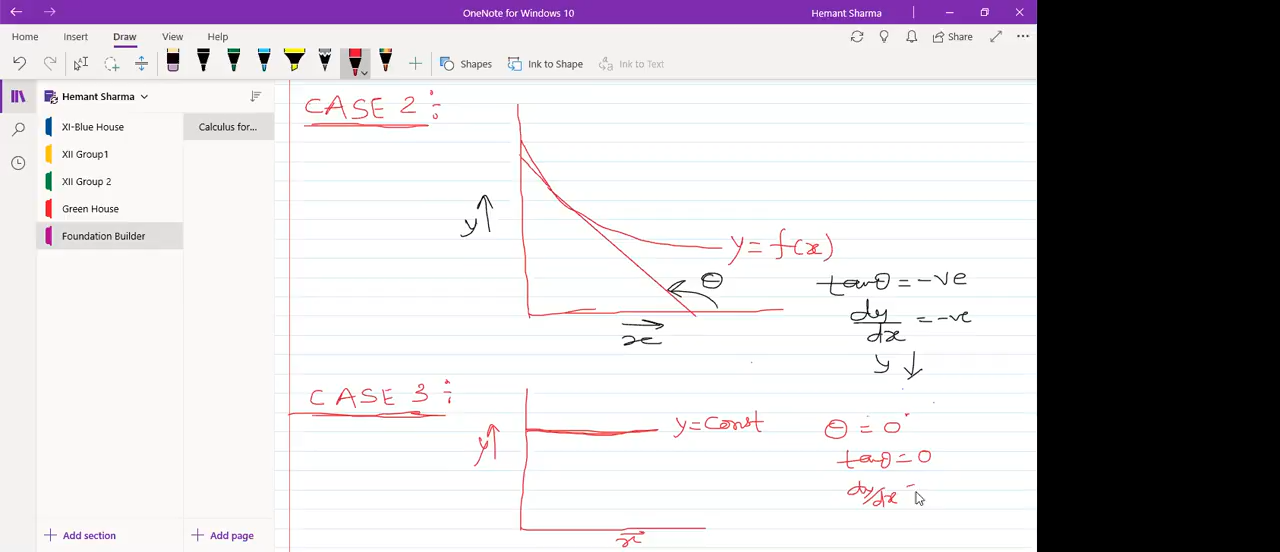 OneNote for Windows 10
Hemant Sharma
Home Insert Draw View Help
Share
Shapes Ink to Shape Ink to Text
Hemant Sharma
XI-Blue House
XII Group1
XII Group 2
Green House
Foundation Builder
Calculus for...
Add section
Add page
CASE 2 :
y
y = f(x)
θ
x
tanθ = -ve
dy/dx = -ve
y ↓
CASE 3 :
y
y = Const
x
θ = 0°
tanθ = 0
dy/dx =